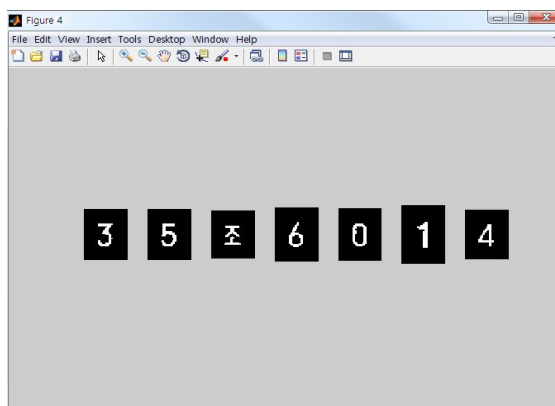 Figure 4
File Edit View Insert Tools Desktop Window Help
3 5 조 6 0 1 4